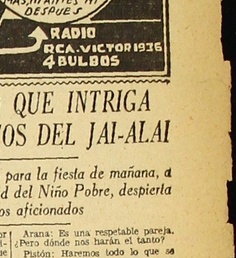 MAS,
DESPUES
RADIO
RCA.VICTOR 1936
4 BULBOS
QUE INTRIGA
OS DEL JAI-ALAI
para la fiesta de mañana, a
d del Niño Pobre, despierta
os aficionados
Arana: Es una respetable pareja.
¿Pero dónde nos harán el tanto?
Pistón: Haremos todo lo que se